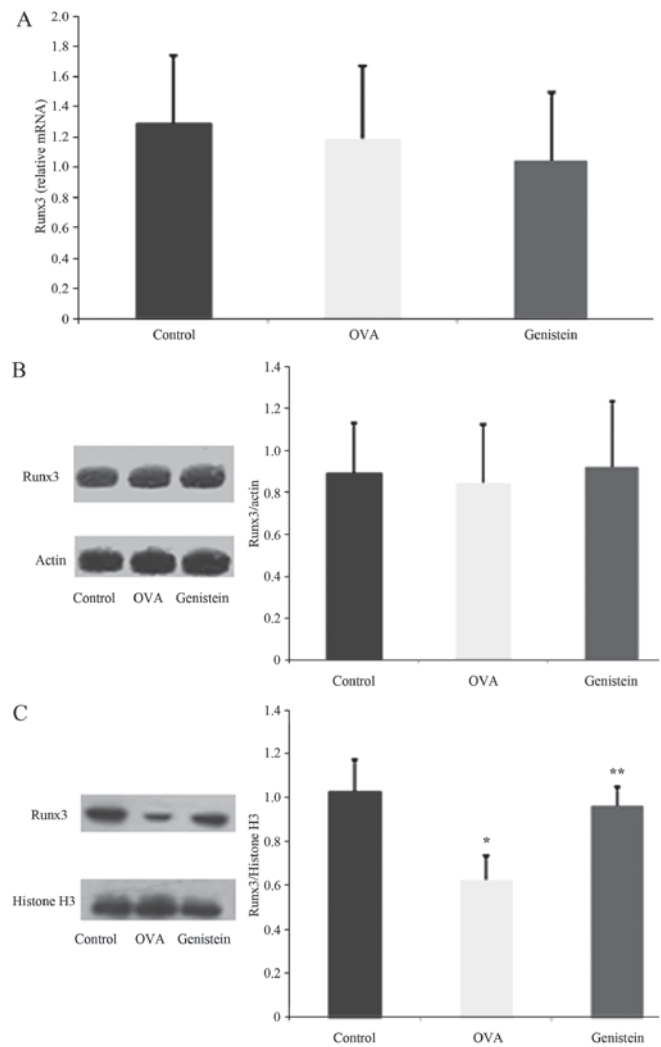 A
2.0
1.8
1.6
1.4
1.2
1.0
0.8
0.6
0.4
0.2
0
Runx3 (relative mRNA)
Control OVA Genistein
B
Runx3
Actin
Control OVA Genistein
1.4
1.2
1.0
0.8
0.6
0.4
0.2
0
Runx3/actin
Control OVA Genistein
C
Runx3
Histone H3
Control OVA Genistein
1.4
1.2
1.0
0.8
0.6
0.4
0.2
0
Runx3/Histone H3
*
**
Control OVA Genistein